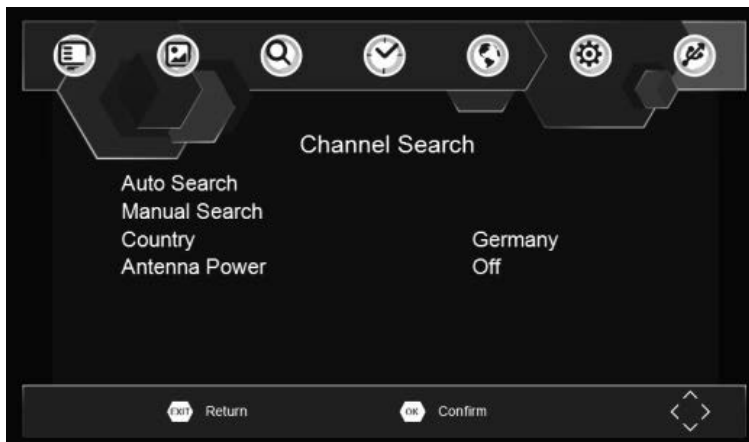 Channel Search
Auto Search
Manual Search
Country Germany
Antenna Power Off
EXIT Return OK Confirm